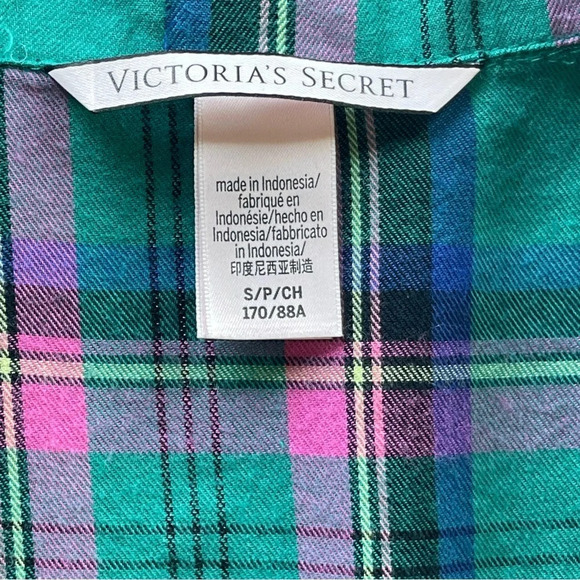 VICTORIA'S SECRET
made in Indonesia/
fabriqué en
Indonésie/hecho en
Indonesia/fabbricato
in Indonesia/
印度尼西亚制造
S/P/CH
170/88A